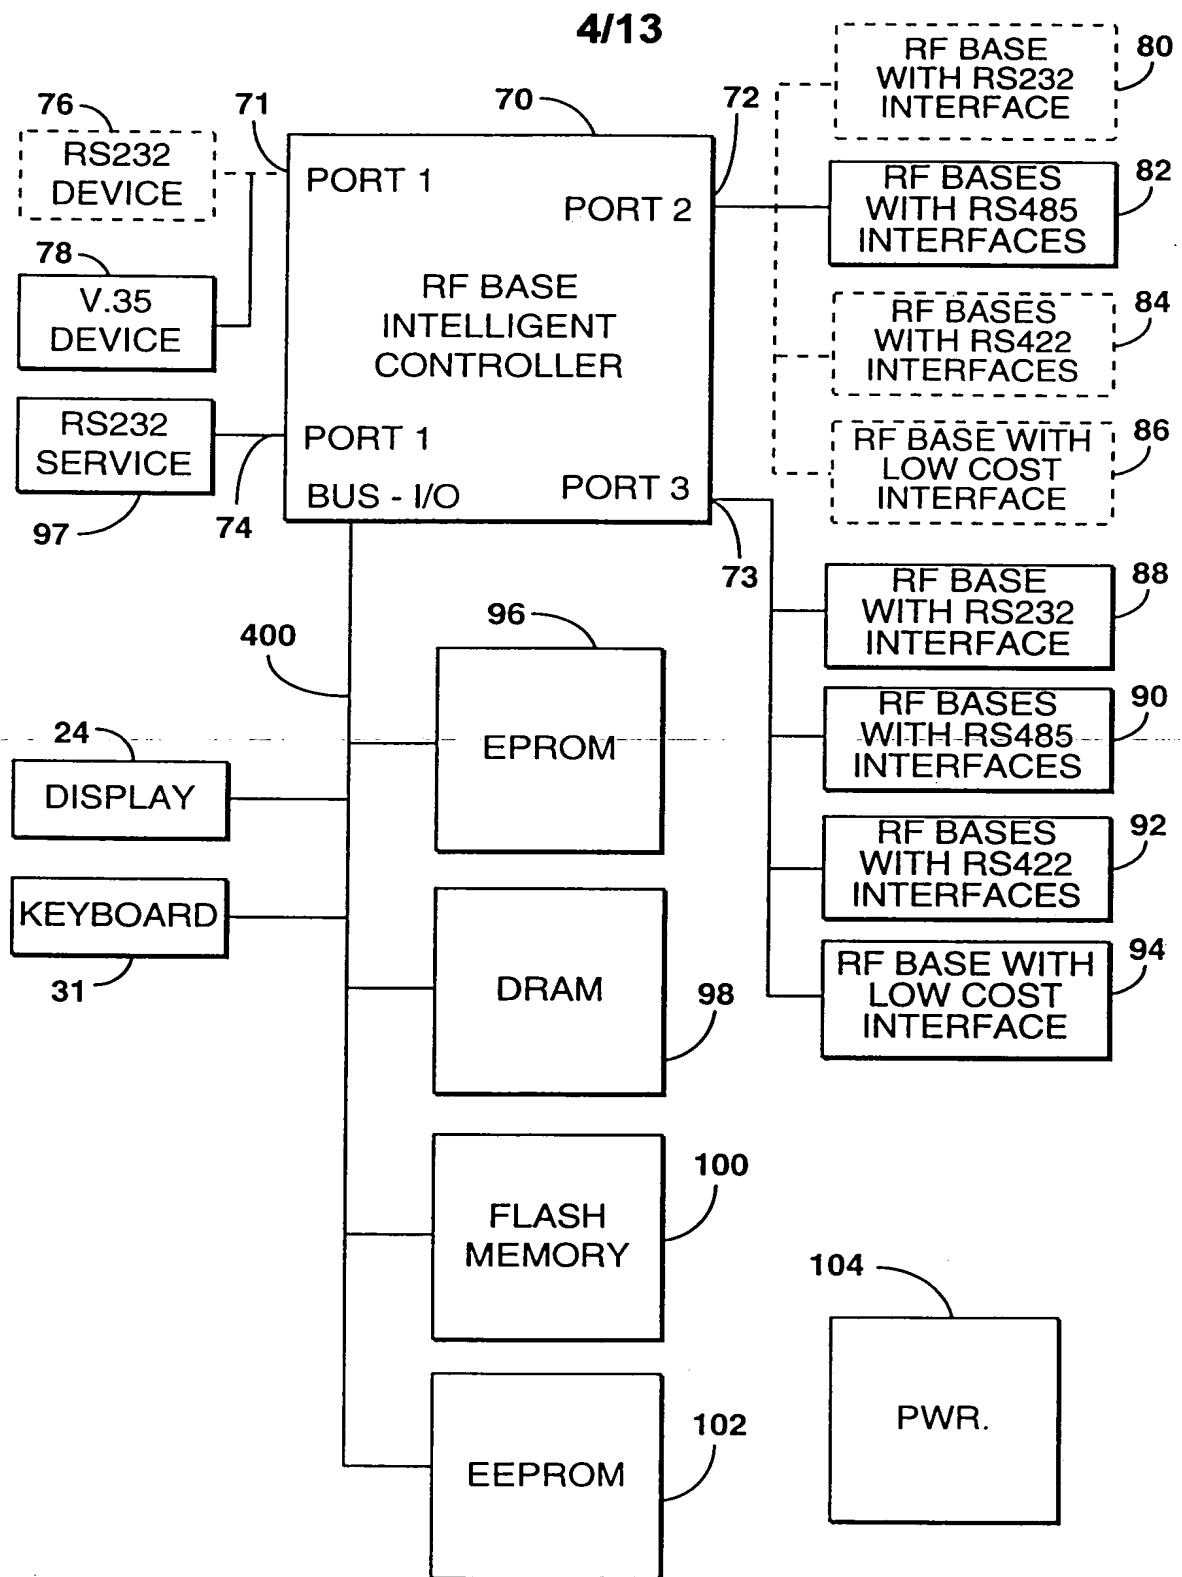 4/13
76
RS232
DEVICE
71
70
72
PORT 1
PORT 2
RF BASE
INTELLIGENT
CONTROLLER
78
V.35
DEVICE
RS232
SERVICE
97
74
PORT 1
BUS - I/O
PORT 3
73
RF BASE
WITH RS232
INTERFACE
80
RF BASES
WITH RS485
INTERFACES
82
RF BASES
WITH RS422
INTERFACES
84
RF BASE WITH
LOW COST
INTERFACE
86
RF BASE
WITH RS232
INTERFACE
88
RF BASES
WITH RS485
INTERFACES
90
RF BASES
WITH RS422
INTERFACES
92
RF BASE WITH
LOW COST
INTERFACE
94
400
96
EPROM
24
DISPLAY
KEYBOARD
31
DRAM
98
FLASH
MEMORY
100
EEPROM
102
104
PWR.